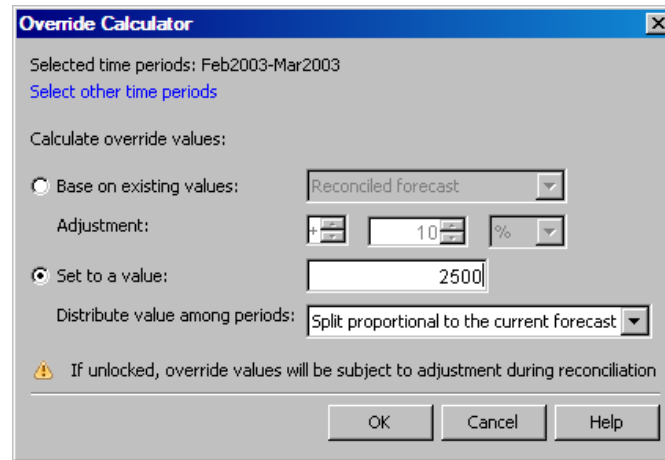 Override Calculator
Selected time periods: Feb2003-Mar2003
Select other time periods
Calculate override values:
Base on existing values: Reconciled forecast
Adjustment: + 10 %
Set to a value: 2500
Distribute value among periods: Split proportional to the current forecast
If unlocked, override values will be subject to adjustment during reconciliation
OK Cancel Help